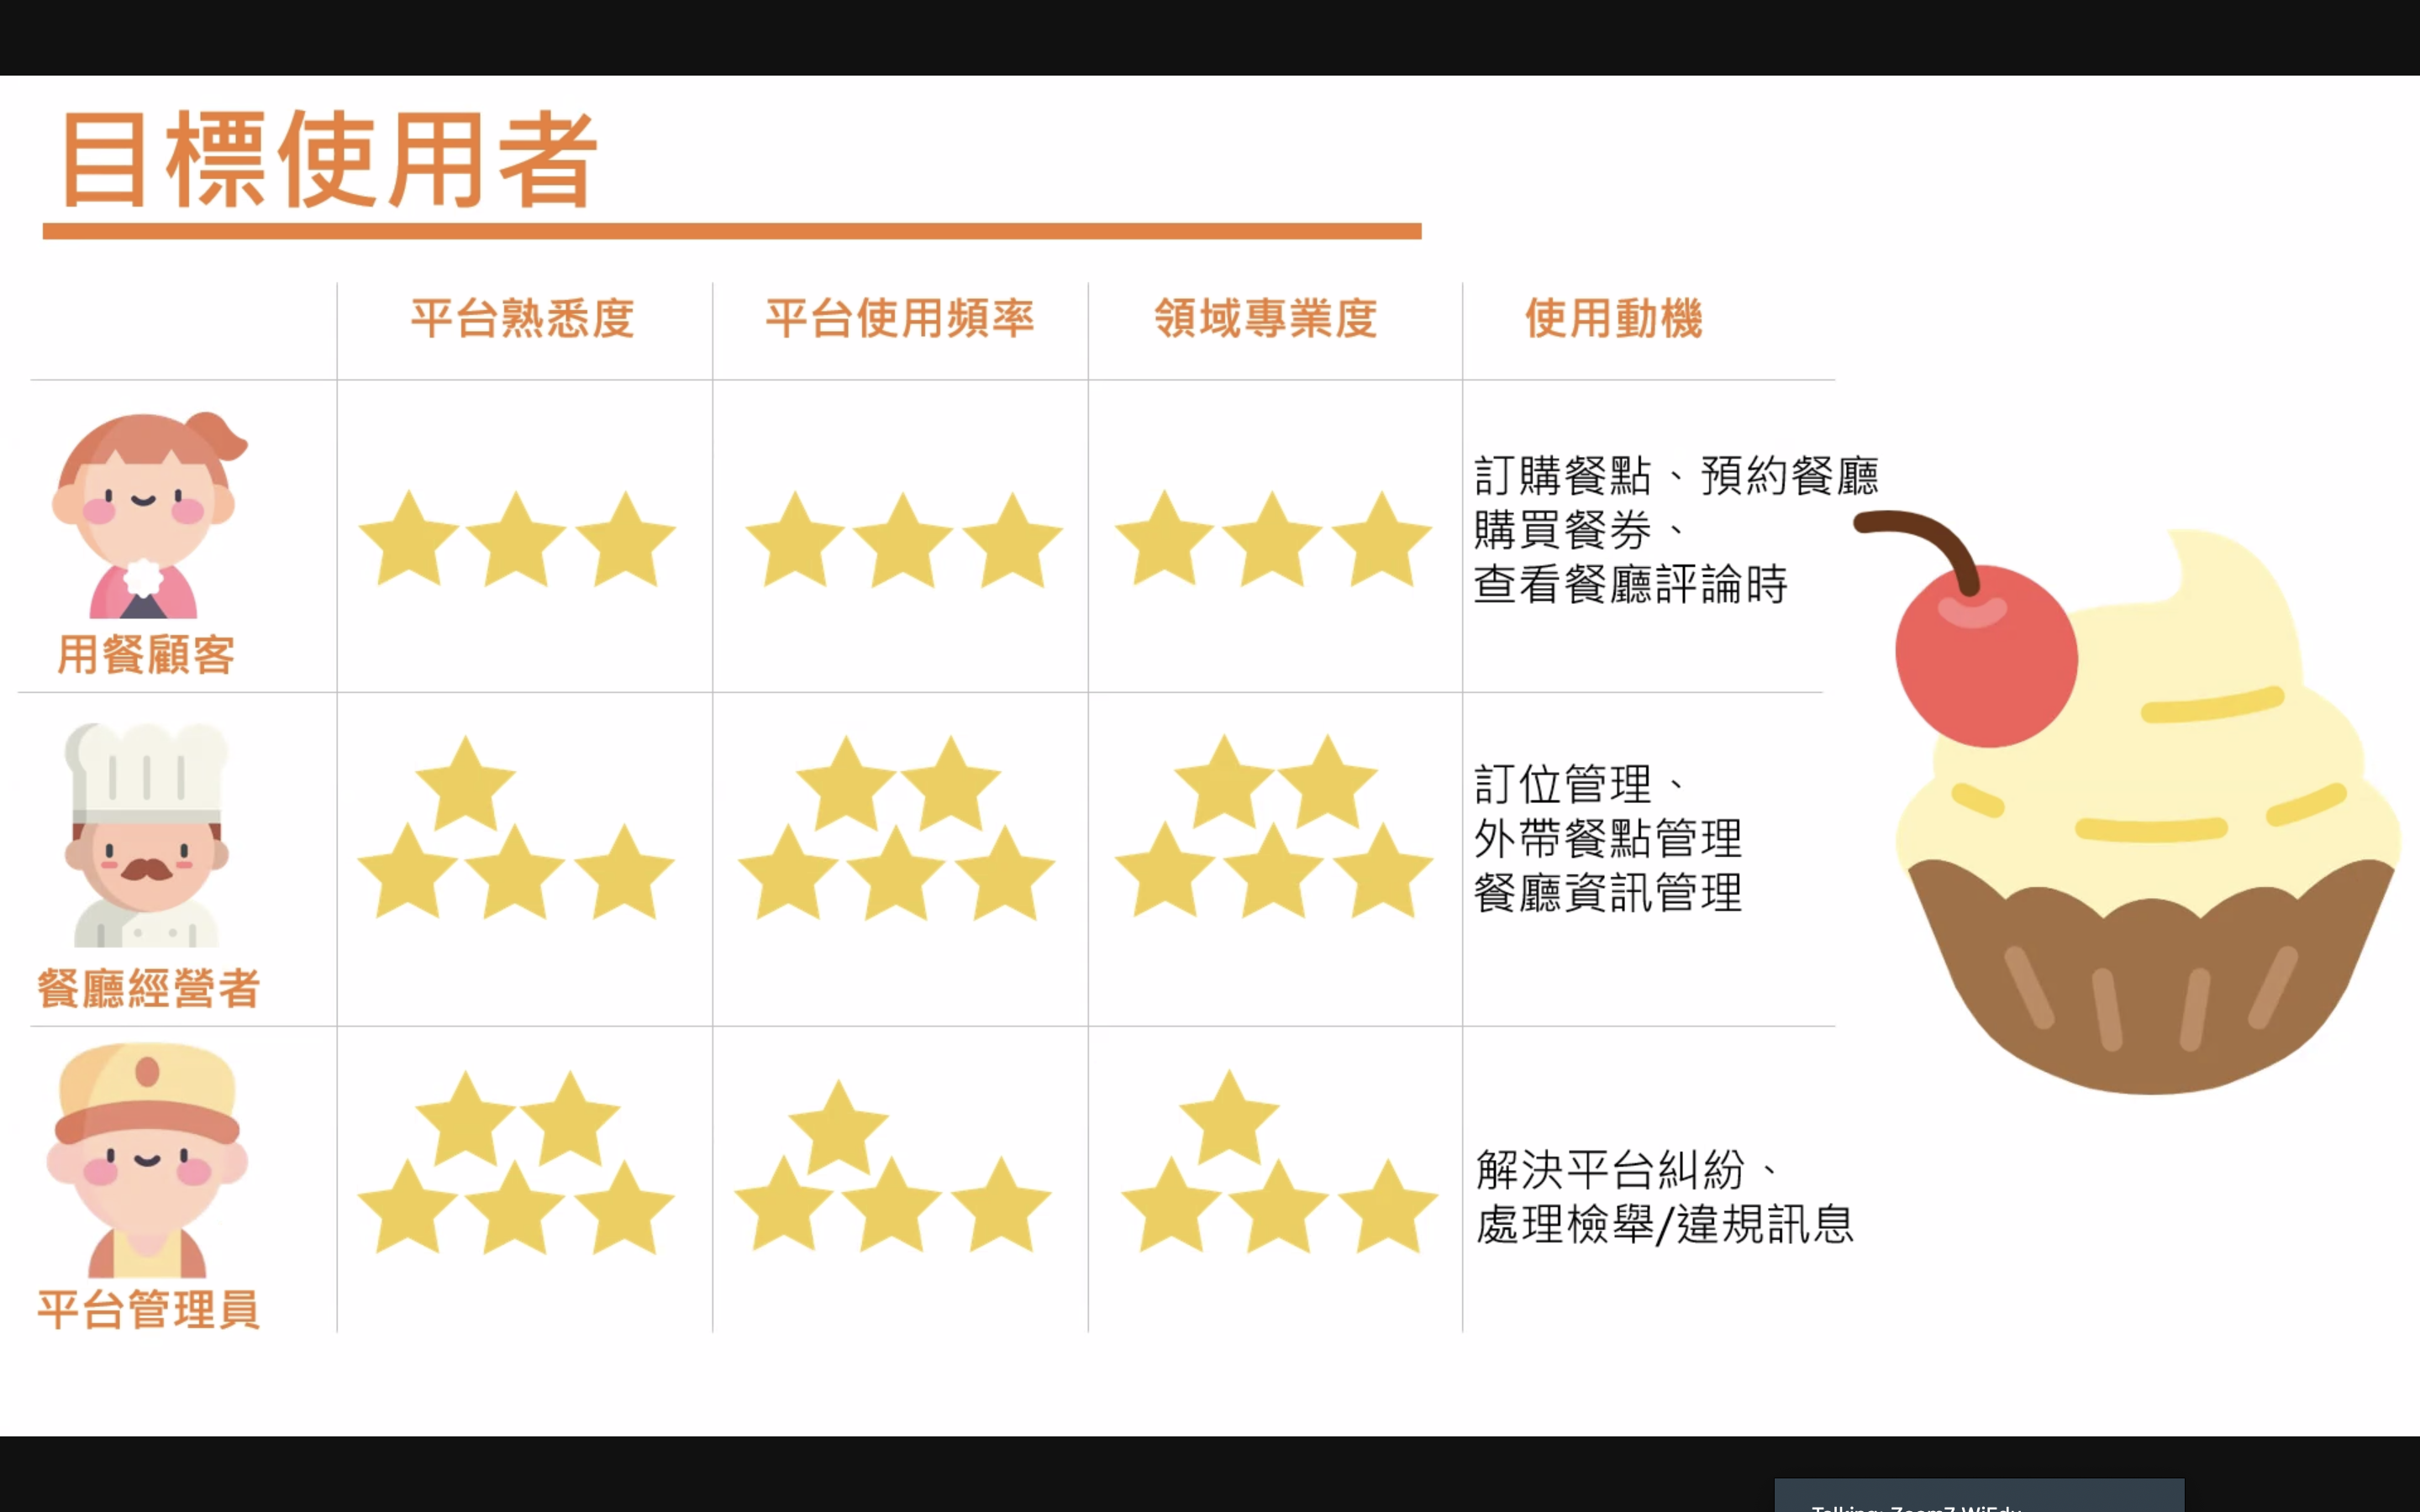 目標使用者
平台熟悉度 平台使用頻率 領域專業度 使用動機
訂購餐點、預約餐廳
購買餐券、
查看餐廳評論時
用餐顧客
訂位管理、
外帶餐點管理
餐廳資訊管理
餐廳經營者
解決平台糾紛、
處理檢舉/違規訊息
平台管理員